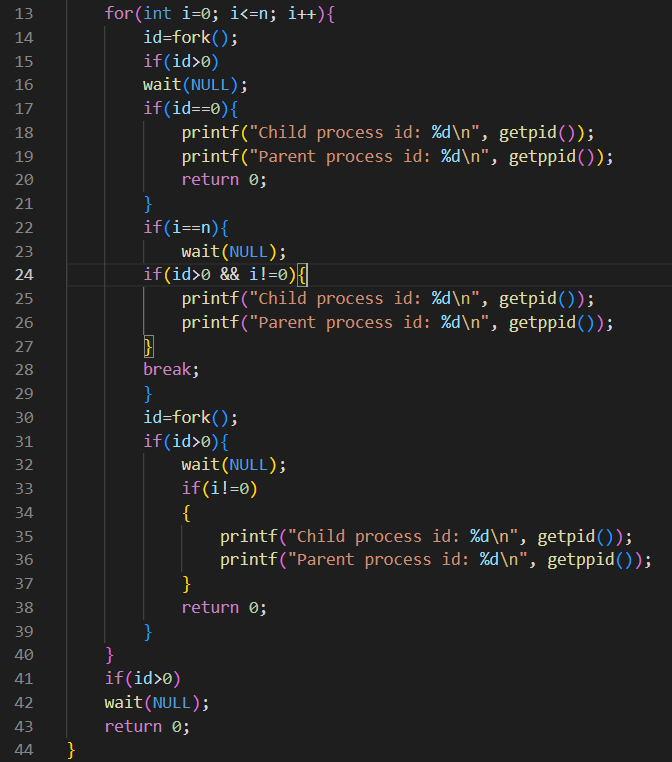 13 for(int i=0; i<=n; i++){
14 id=fork();
15 if(id>0)
16 wait(NULL);
17 if(id==0){
18 printf("Child process id: %d\n", getpid());
19 printf("Parent process id: %d\n", getppid());
20 return 0;
21 }
22 if(i==n){
23 wait(NULL);
24 if(id>0 && i!=0){
25 printf("Child process id: %d\n", getpid());
26 printf("Parent process id: %d\n", getppid());
27 }
28 break;
29 }
30 id=fork();
31 if(id>0){
32 wait(NULL);
33 if(i!=0)
34 {
35 printf("Child process id: %d\n", getpid());
36 printf("Parent process id: %d\n", getppid());
37 }
38 return 0;
39 }
40 }
41 if(id>0)
42 wait(NULL);
43 return 0;
44 }